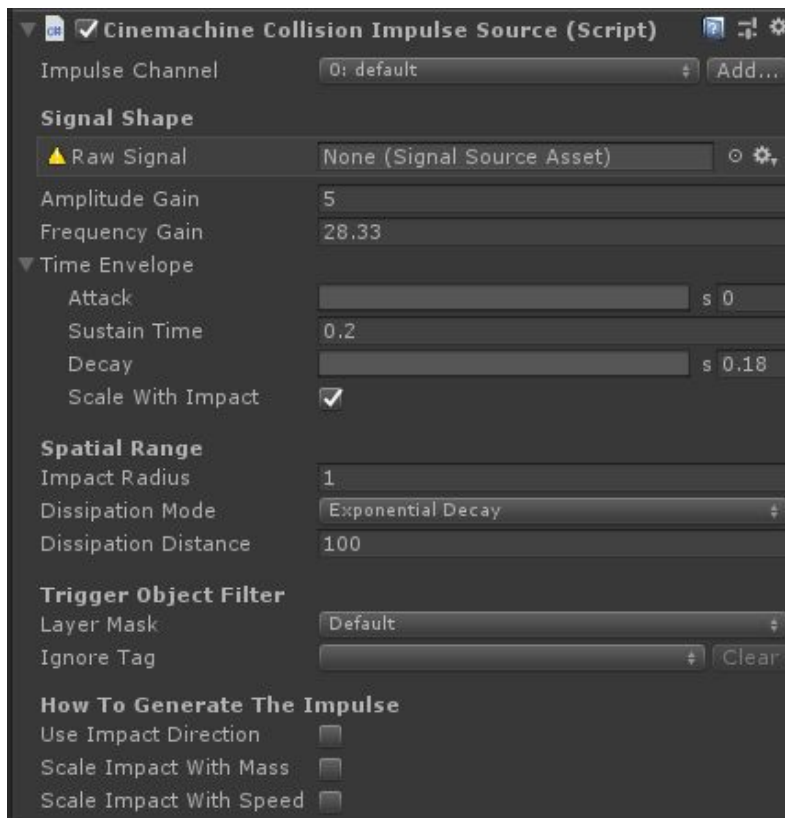 Cinemachine Collision Impulse Source (Script)
Impulse Channel 0: default Add...
Signal Shape
Raw Signal None (Signal Source Asset)
Amplitude Gain 5
Frequency Gain 28.33
Time Envelope
Attack s 0
Sustain Time 0.2
Decay s 0.18
Scale With Impact
Spatial Range
Impact Radius 1
Dissipation Mode Exponential Decay
Dissipation Distance 100
Trigger Object Filter
Layer Mask Default
Ignore Tag Clear
How To Generate The Impulse
Use Impact Direction
Scale Impact With Mass
Scale Impact With Speed